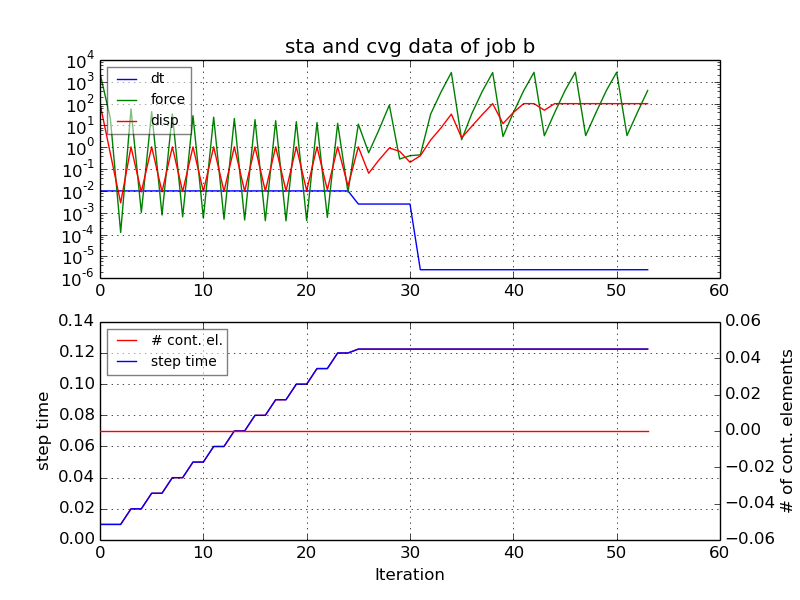 sta and cvg data of job b
10^4
10^3
10^2
10^1
10^0
10^-1
10^-2
10^-3
10^-4
10^-5
10^-6
dt
force
disp
0 10 20 30 40 50 60
0.14
0.12
0.10
0.08
0.06
0.04
0.02
0.00
step time
# cont. el.
step time
0.06
0.04
0.02
0.00
−0.02
−0.04
−0.06
# of cont. elements
0 10 20 30 40 50 60
Iteration